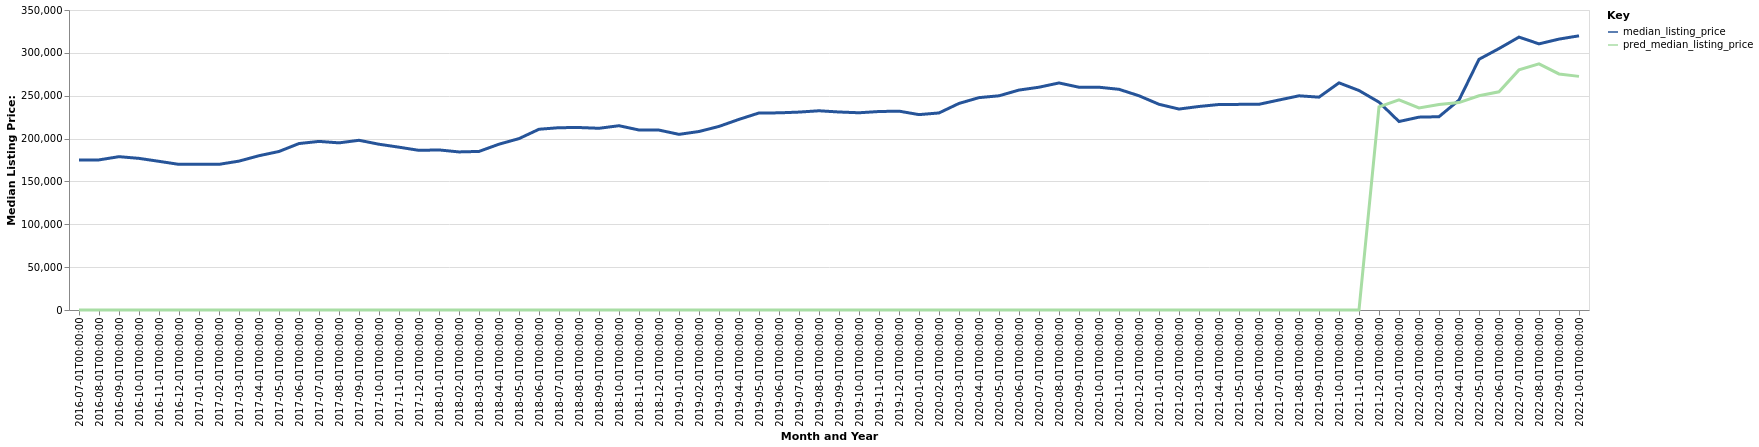 350,000
300,000
250,000
200,000
150,000
100,000
50,000
0
Median Listing Price:
2016-07-01T00:00:00
2016-08-01T00:00:00
2016-09-01T00:00:00
2016-10-01T00:00:00
2016-11-01T00:00:00
2016-12-01T00:00:00
2017-01-01T00:00:00
2017-02-01T00:00:00
2017-03-01T00:00:00
2017-04-01T00:00:00
2017-05-01T00:00:00
2017-06-01T00:00:00
2017-07-01T00:00:00
2017-08-01T00:00:00
2017-09-01T00:00:00
2017-10-01T00:00:00
2017-11-01T00:00:00
2017-12-01T00:00:00
2018-01-01T00:00:00
2018-02-01T00:00:00
2018-03-01T00:00:00
2018-04-01T00:00:00
2018-05-01T00:00:00
2018-06-01T00:00:00
2018-07-01T00:00:00
2018-08-01T00:00:00
2018-09-01T00:00:00
2018-10-01T00:00:00
2018-11-01T00:00:00
2018-12-01T00:00:00
2019-01-01T00:00:00
2019-02-01T00:00:00
2019-03-01T00:00:00
2019-04-01T00:00:00
2019-05-01T00:00:00
2019-06-01T00:00:00
2019-07-01T00:00:00
2019-08-01T00:00:00
2019-09-01T00:00:00
2019-10-01T00:00:00
2019-11-01T00:00:00
2019-12-01T00:00:00
2020-01-01T00:00:00
2020-02-01T00:00:00
2020-03-01T00:00:00
2020-04-01T00:00:00
2020-05-01T00:00:00
2020-06-01T00:00:00
2020-07-01T00:00:00
2020-08-01T00:00:00
2020-09-01T00:00:00
2020-10-01T00:00:00
2020-11-01T00:00:00
2020-12-01T00:00:00
2021-01-01T00:00:00
2021-02-01T00:00:00
2021-03-01T00:00:00
2021-04-01T00:00:00
2021-05-01T00:00:00
2021-06-01T00:00:00
2021-07-01T00:00:00
2021-08-01T00:00:00
2021-09-01T00:00:00
2021-10-01T00:00:00
2021-11-01T00:00:00
2021-12-01T00:00:00
2022-01-01T00:00:00
2022-02-01T00:00:00
2022-03-01T00:00:00
2022-04-01T00:00:00
2022-05-01T00:00:00
2022-06-01T00:00:00
2022-07-01T00:00:00
2022-08-01T00:00:00
2022-09-01T00:00:00
2022-10-01T00:00:00
Month and Year
Key
median_listing_price
pred_median_listing_price